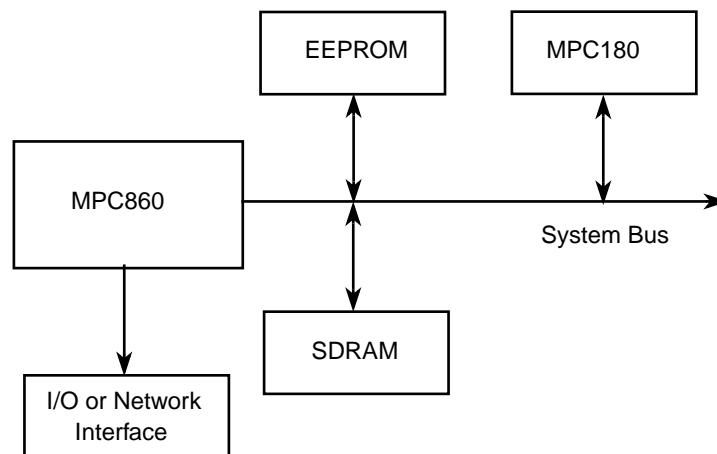 EEPROM
MPC180
MPC860
System Bus
SDRAM
I/O or Network
Interface